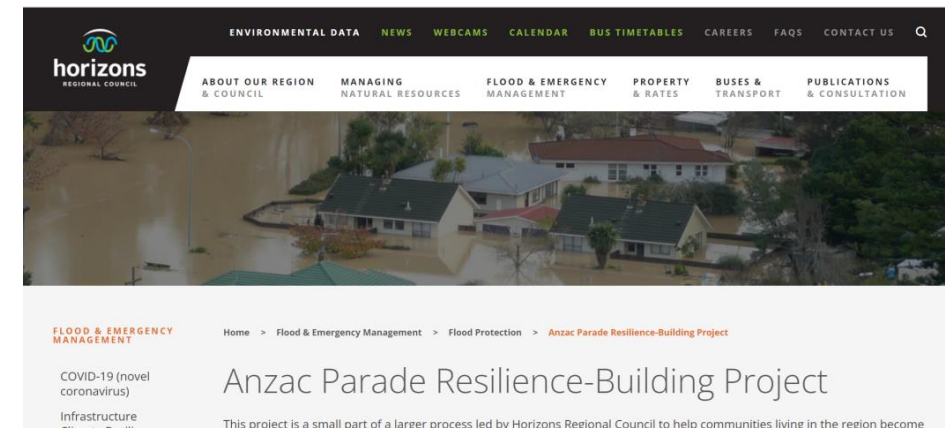 ENVIRONMENTAL DATA NEWS WEBCAMS CALENDAR BUS TIMETABLES CAREERS FAQS CONTACT US
horizons
REGIONAL COUNCIL
ABOUT OUR REGION
& COUNCIL
MANAGING
NATURAL RESOURCES
FLOOD & EMERGENCY
MANAGEMENT
PROPERTY
& RATES
BUSES &
TRANSPORT
PUBLICATIONS
& CONSULTATION
FLOOD & EMERGENCY
MANAGEMENT
COVID-19 (novel
coronavirus)
Infrastructure
Home > Flood & Emergency Management > Flood Protection > Anzac Parade Resilience-Building Project
Anzac Parade Resilience-Building Project
This project is a small part of a larger process led by Horizons Regional Council to help communities living in the region become